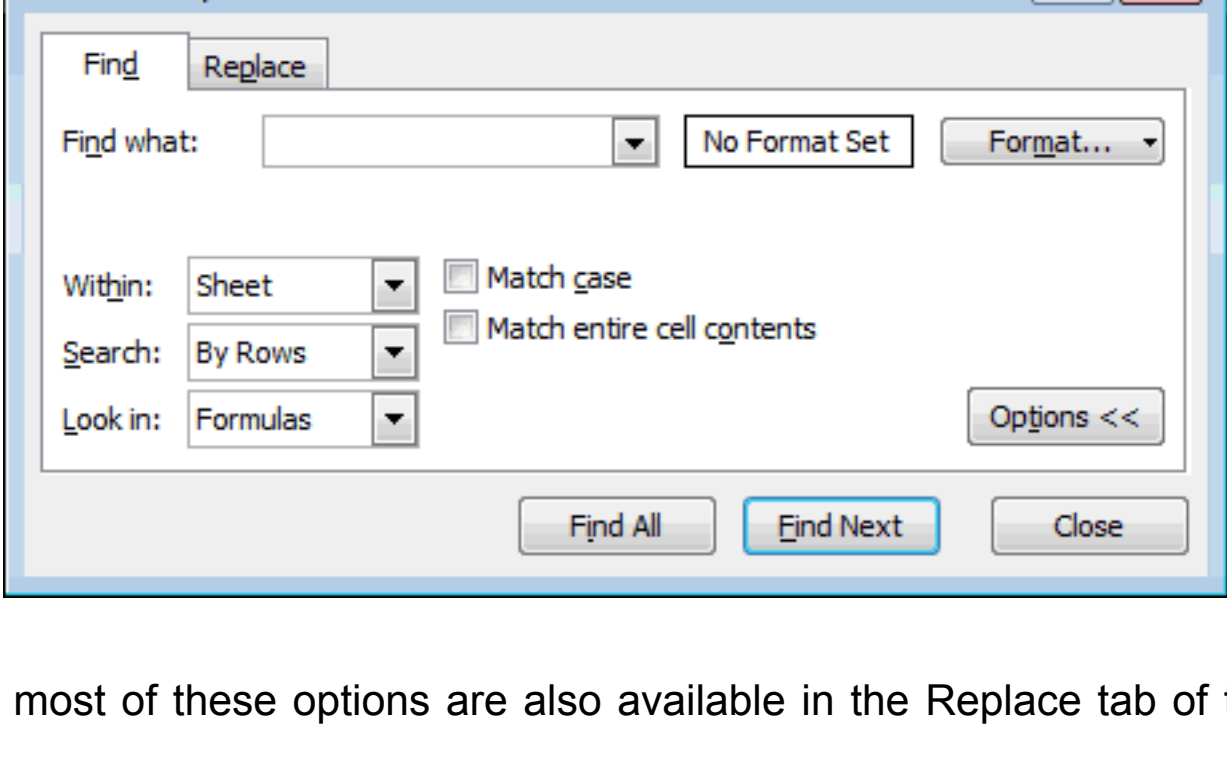 Find Replace
Find what: No Format Set Format...
Within: Sheet Match case
Match entire cell contents
Search: By Rows
Look in: Formulas Options <<
Find All Find Next Close
most of these options are also available in the Replace tab of